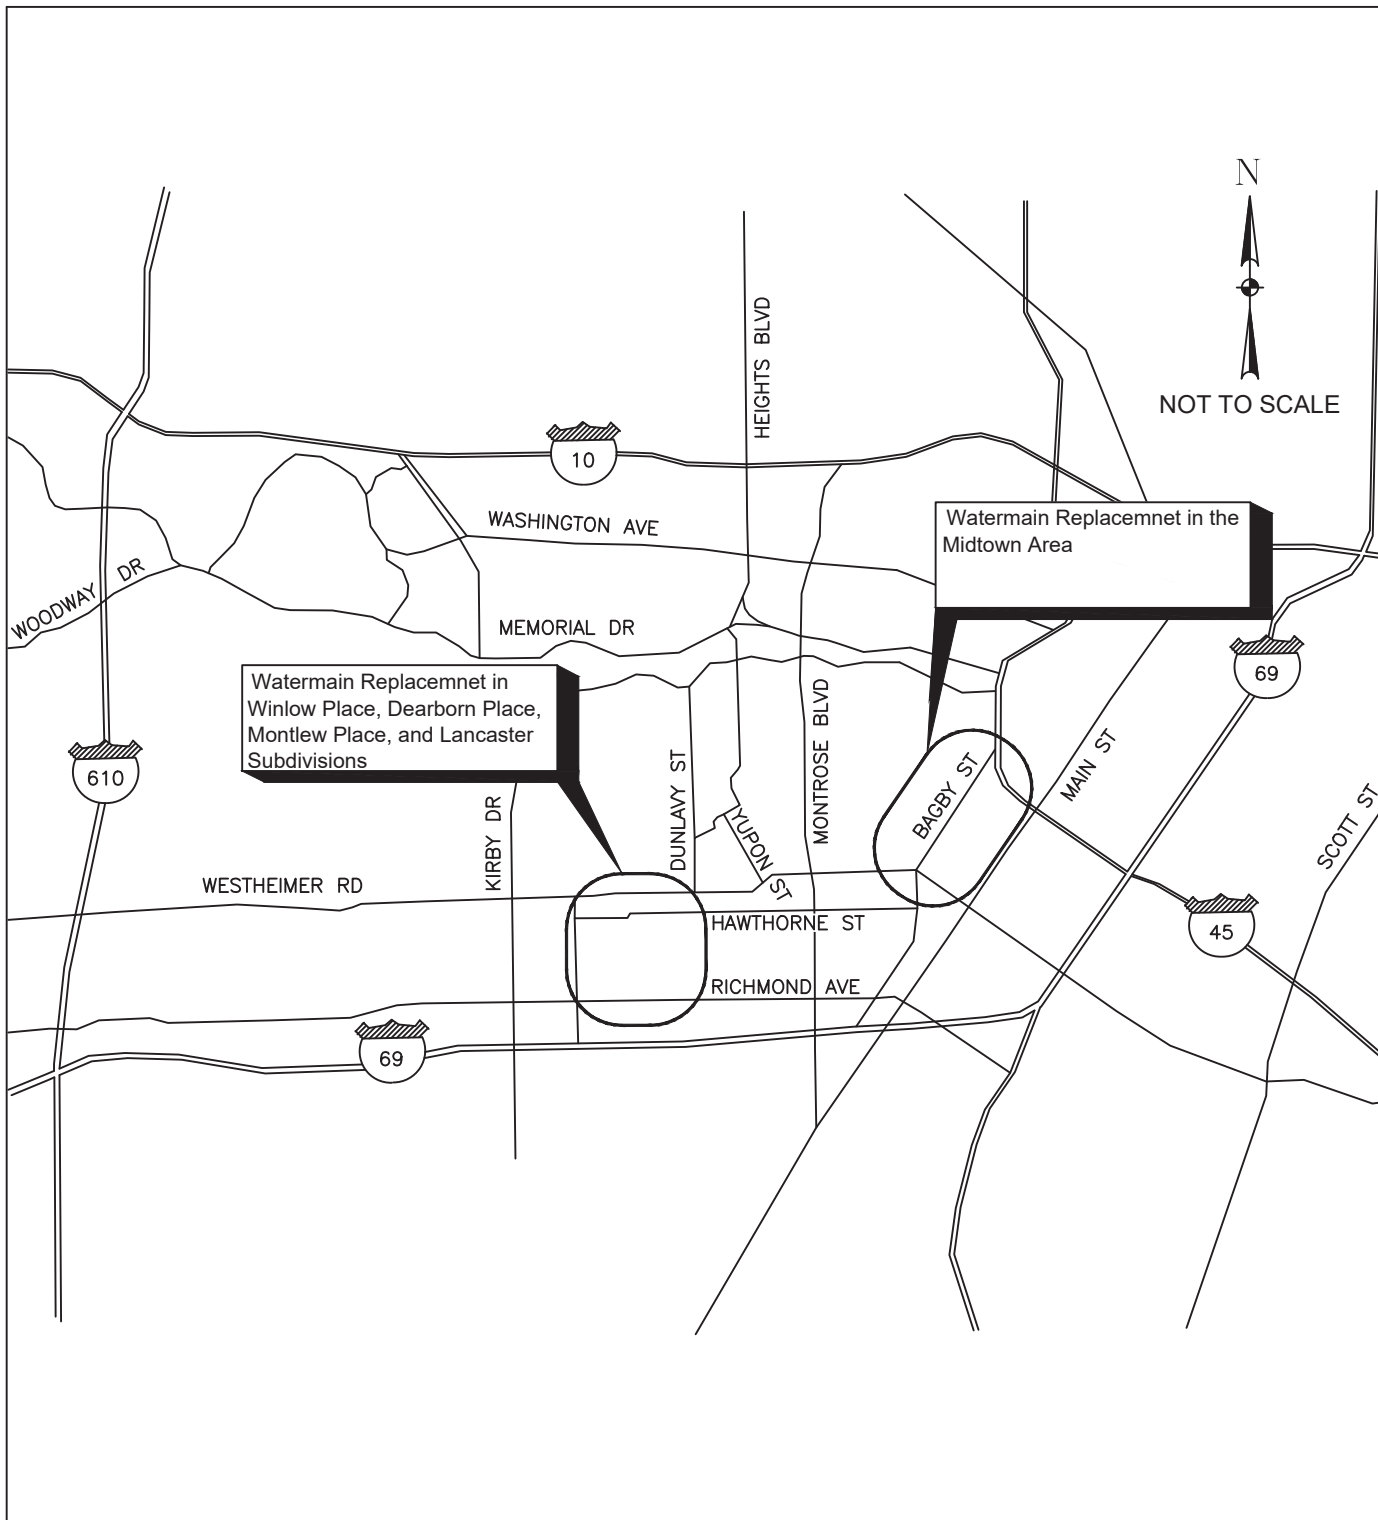 N
NOT TO SCALE
HEIGHTS BLVD
10
WASHINGTON AVE
Watermain Replacemnet in the
Midtown Area
WOODWAY DR
MEMORIAL DR
69
Watermain Replacemnet in
Winlow Place, Dearborn Place,
Montlew Place, and Lancaster
Subdivisions
610
KIRBY DR
DUNLAVY ST
YUPON ST
MONTROSE BLVD
BAGBY ST
MAIN ST
SCOTT ST
WESTHEIMER RD
HAWTHORNE ST
45
RICHMOND AVE
69